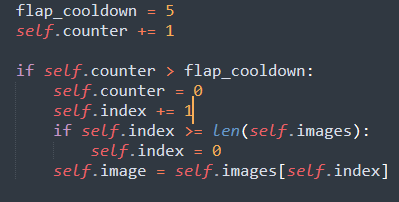 flap_cooldown = 5
self.counter += 1

if self.counter > flap_cooldown:
    self.counter = 0
    self.index += 1
    if self.index >= len(self.images):
        self.index = 0
    self.image = self.images[self.index]